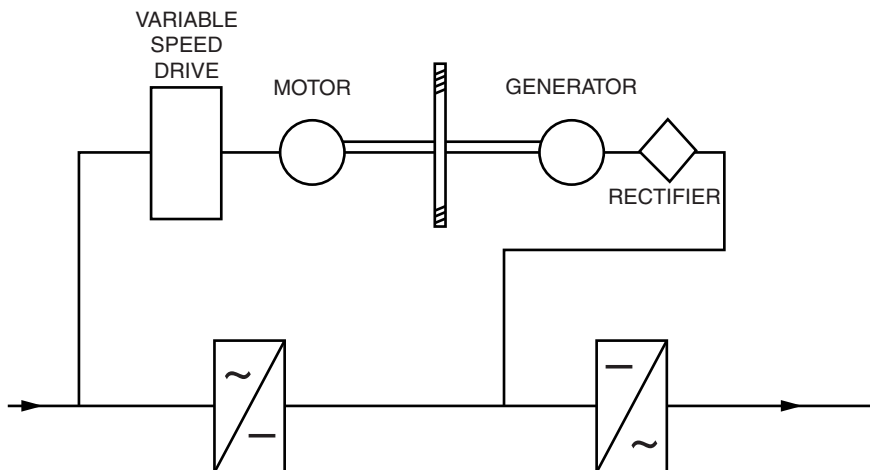 VARIABLE
SPEED
DRIVE
MOTOR
GENERATOR
RECTIFIER
~
—
—
~